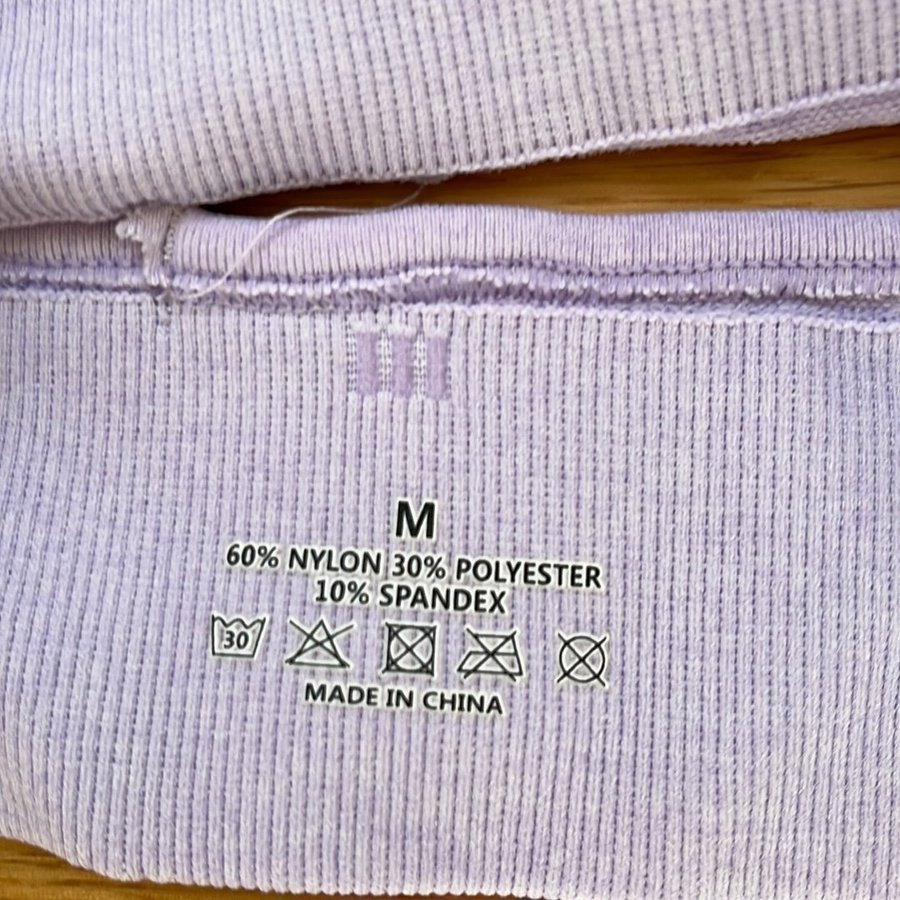 M
60% NYLON 30% POLYESTER
10% SPANDEX
30
MADE IN CHINA